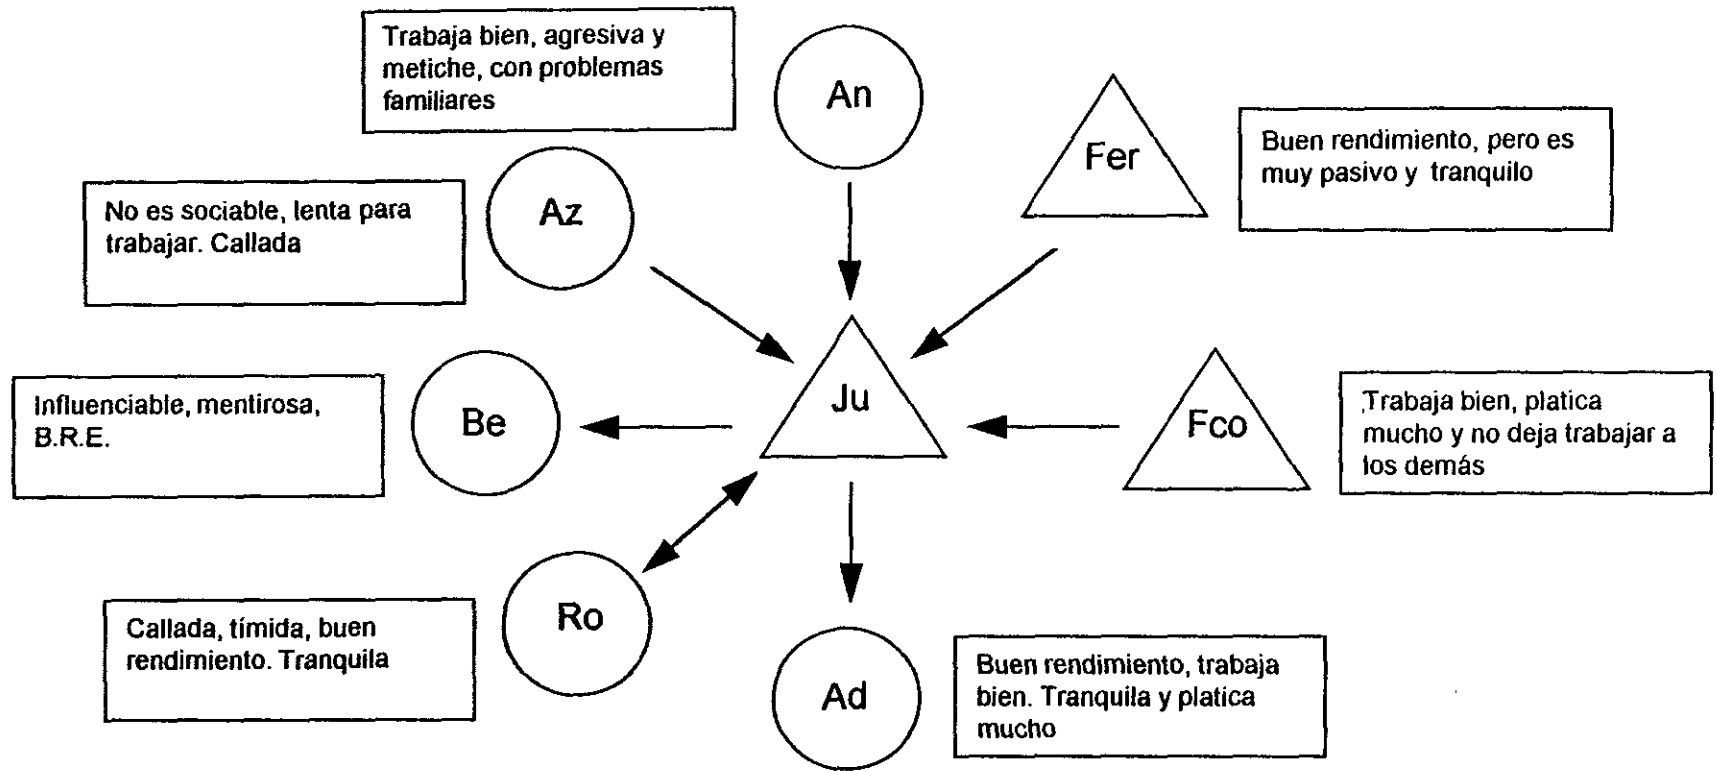 Trabaja bien, agresiva y
metiche, con problemas
familiares
An
Fer
Buen rendimiento, pero es
muy pasivo y tranquilo
No es sociable, lenta para
trabajar. Callada
Az
Influenciable, mentirosa,
B.R.E.
Be
Ju
Fco
Trabaja bien, platica
mucho y no deja trabajar a
los demás
Callada, tímida, buen
rendimiento. Tranquila
Ro
Ad
Buen rendimiento, trabaja
bien. Tranquila y platica
mucho